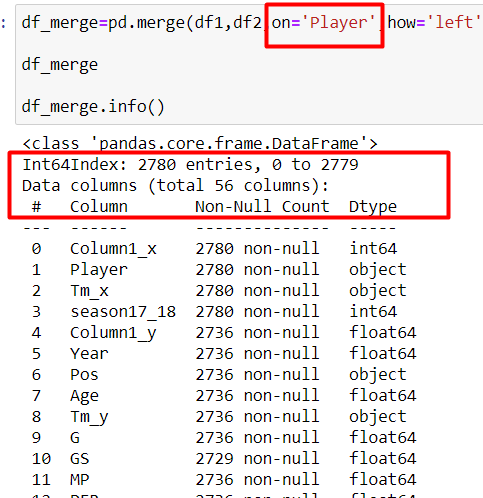 : df_merge=pd.merge(df1,df2,on='Player',how='left'
df_merge
df_merge.info()
<class 'pandas.core.frame.DataFrame'>
Int64Index: 2780 entries, 0 to 2779
Data columns (total 56 columns):
# Column Non-Null Count Dtype
--- ------ -------------- -----
0 Column1_x 2780 non-null int64
1 Player 2780 non-null object
2 Tm_x 2780 non-null object
3 season17_18 2780 non-null int64
4 Column1_y 2736 non-null float64
5 Year 2736 non-null float64
6 Pos 2736 non-null object
7 Age 2736 non-null float64
8 Tm_y 2736 non-null object
9 G 2736 non-null float64
10 GS 2729 non-null float64
11 MP 2736 non-null float64